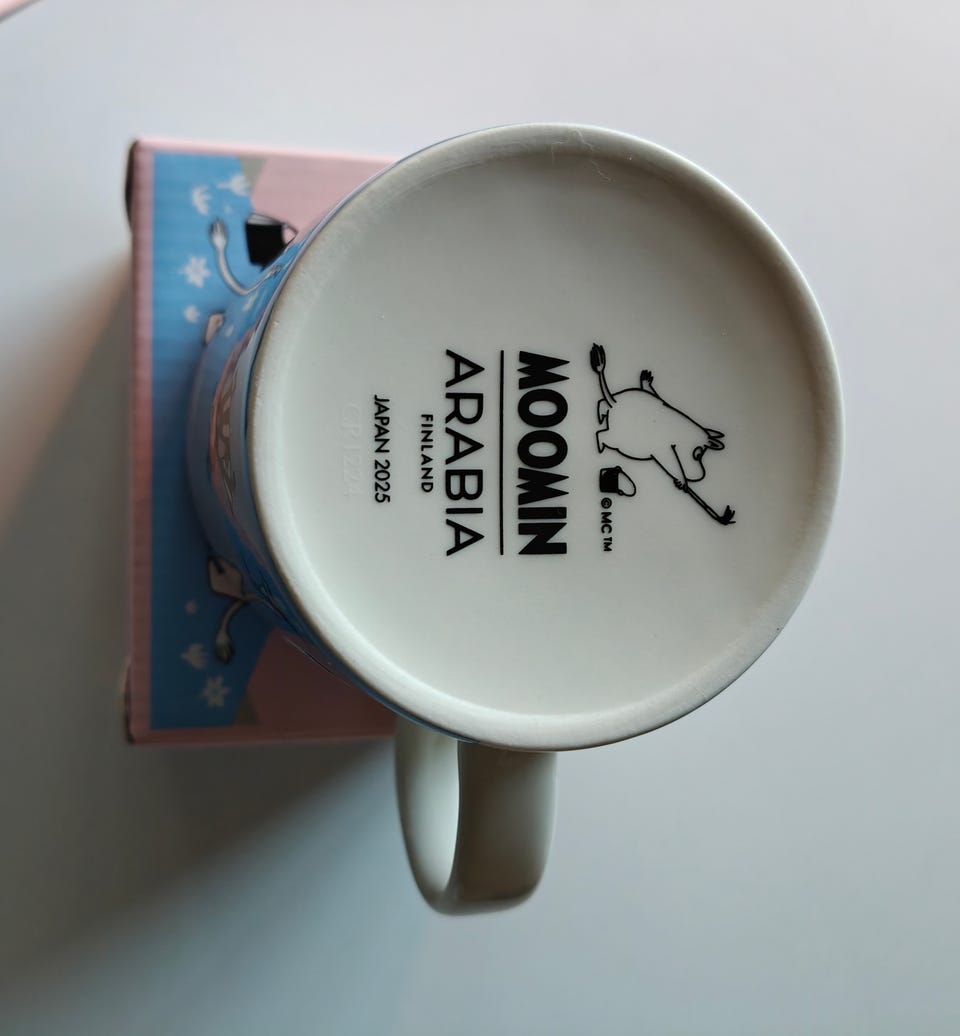 © MC TM
MOOMIN
ARABIA
FINLAND
JAPAN 2025